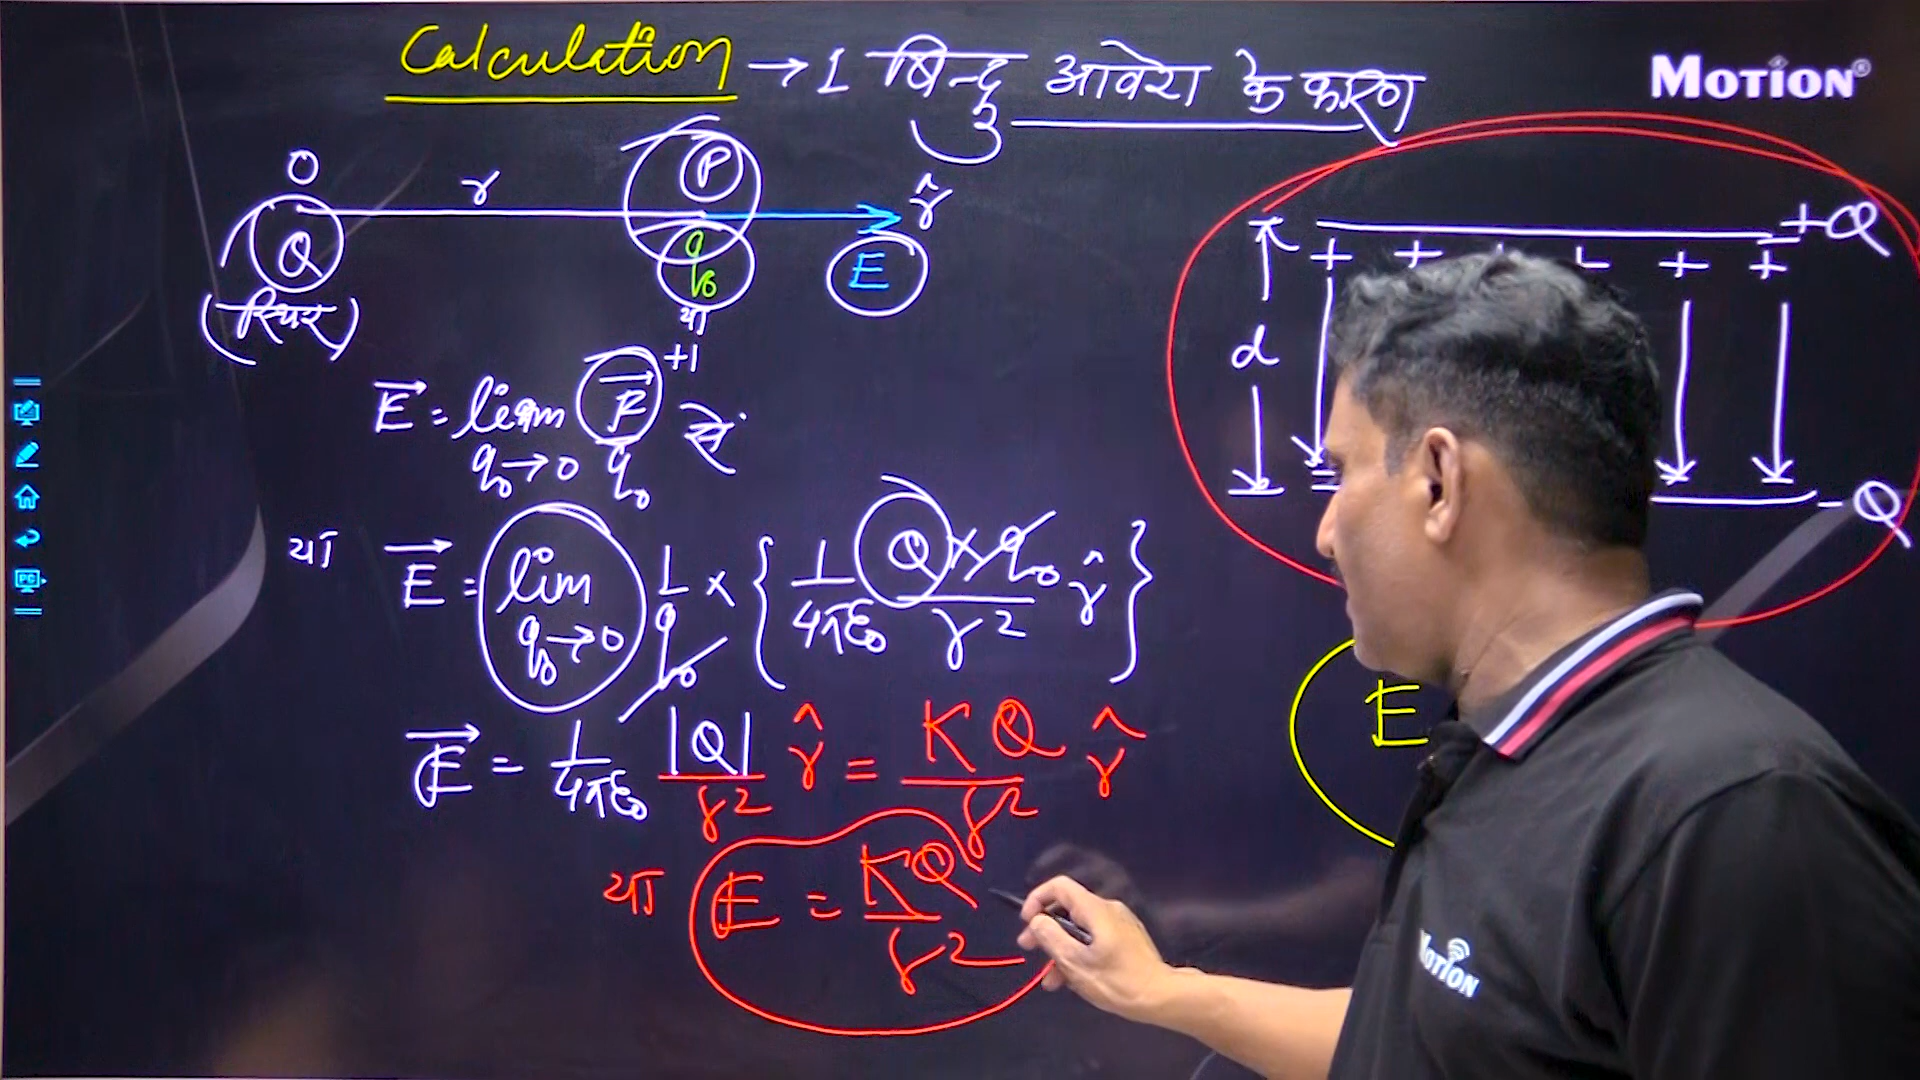 Calculation → 1 बिन्दु आवेश के कारण
MOTION®
O
r
P
r̂
Q
q₀
E
(स्थिर)
या
+1
+Q
+ + + + + +
d
-Q
E⃗ = lim q₀→0 F⃗/q₀ से
या E⃗ = lim q₀→0 1/q₀ × { 1/4πε₀ Q×q₀/r² r̂ }
E⃗ = 1/4πε₀ |Q|/r² r̂ = KQ/r² r̂
या E = KQ/r²
E
MOTION
PC